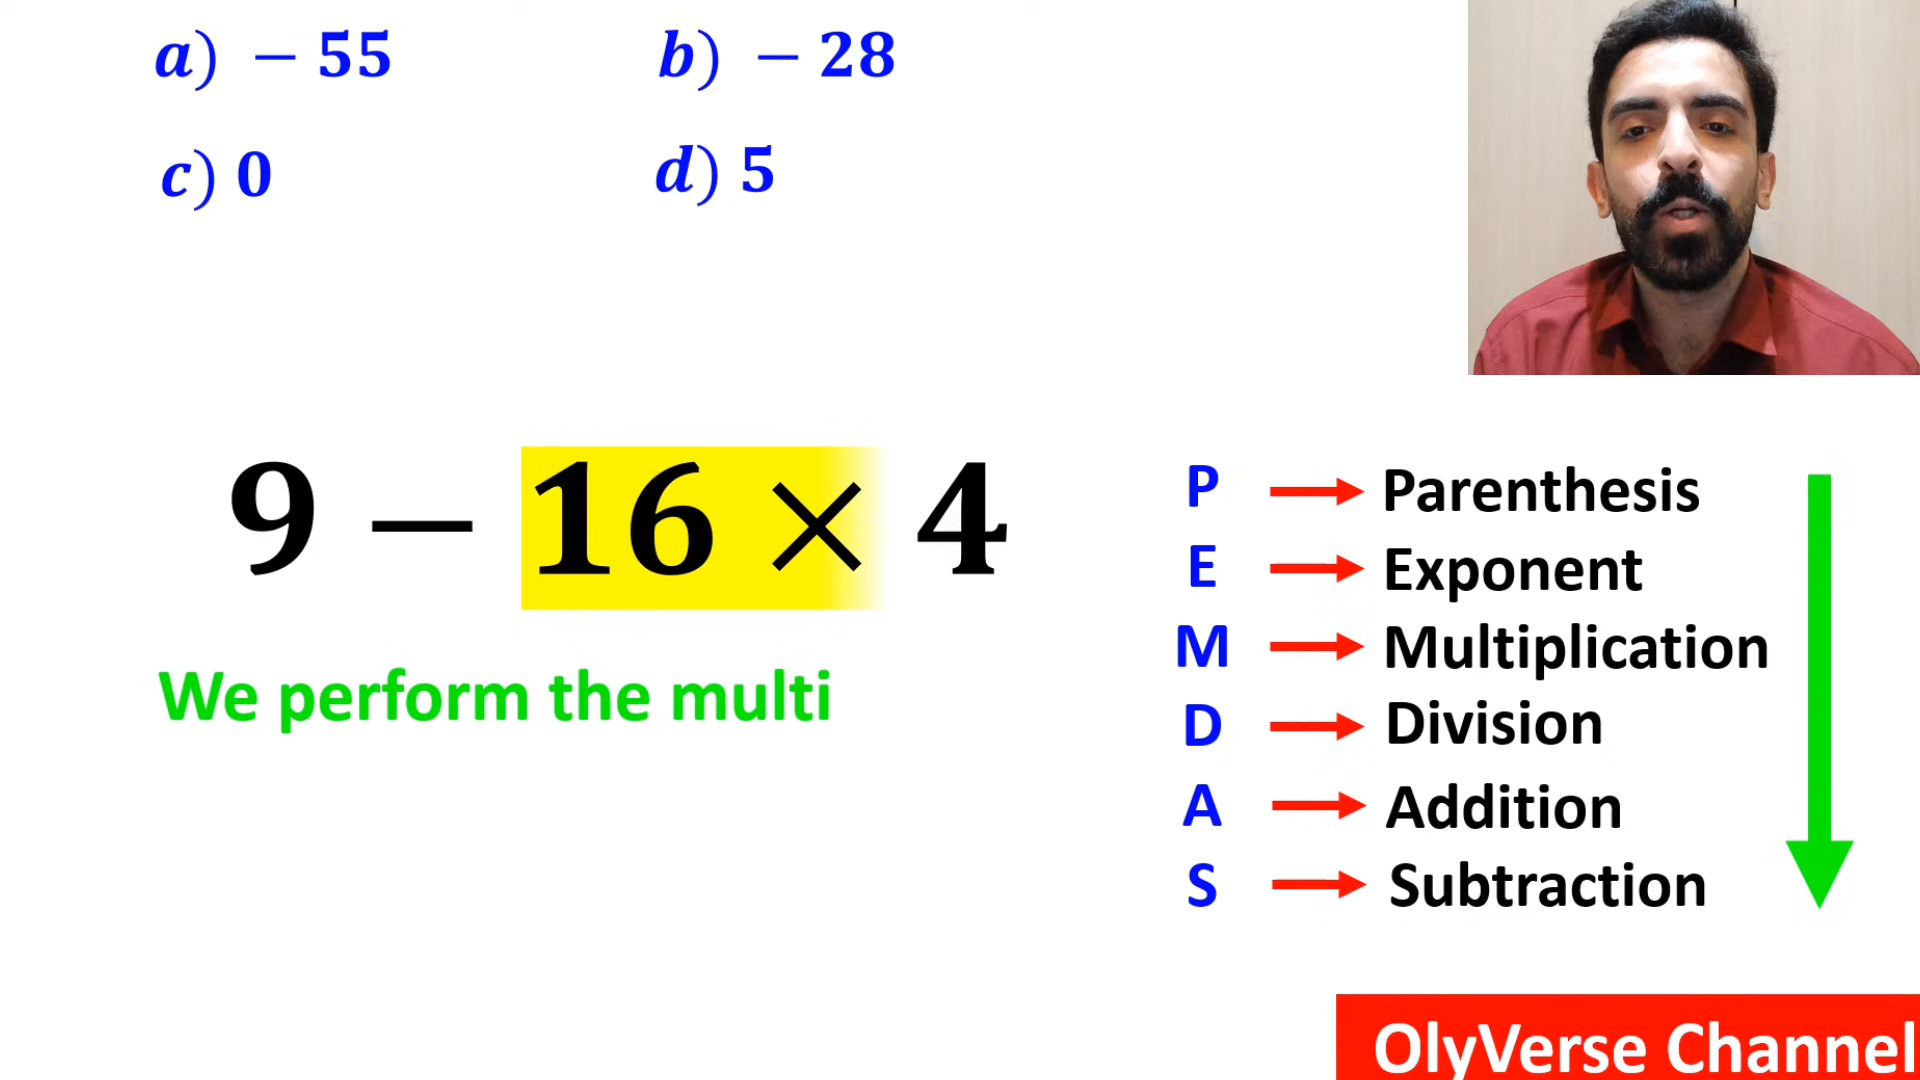 a) – 55 b) – 28
c) 0 d) 5
9 – 16 × 4
We perform the multi
P → Parenthesis
E → Exponent
M → Multiplication
D → Division
A → Addition
S → Subtraction
OlyVerse Channel